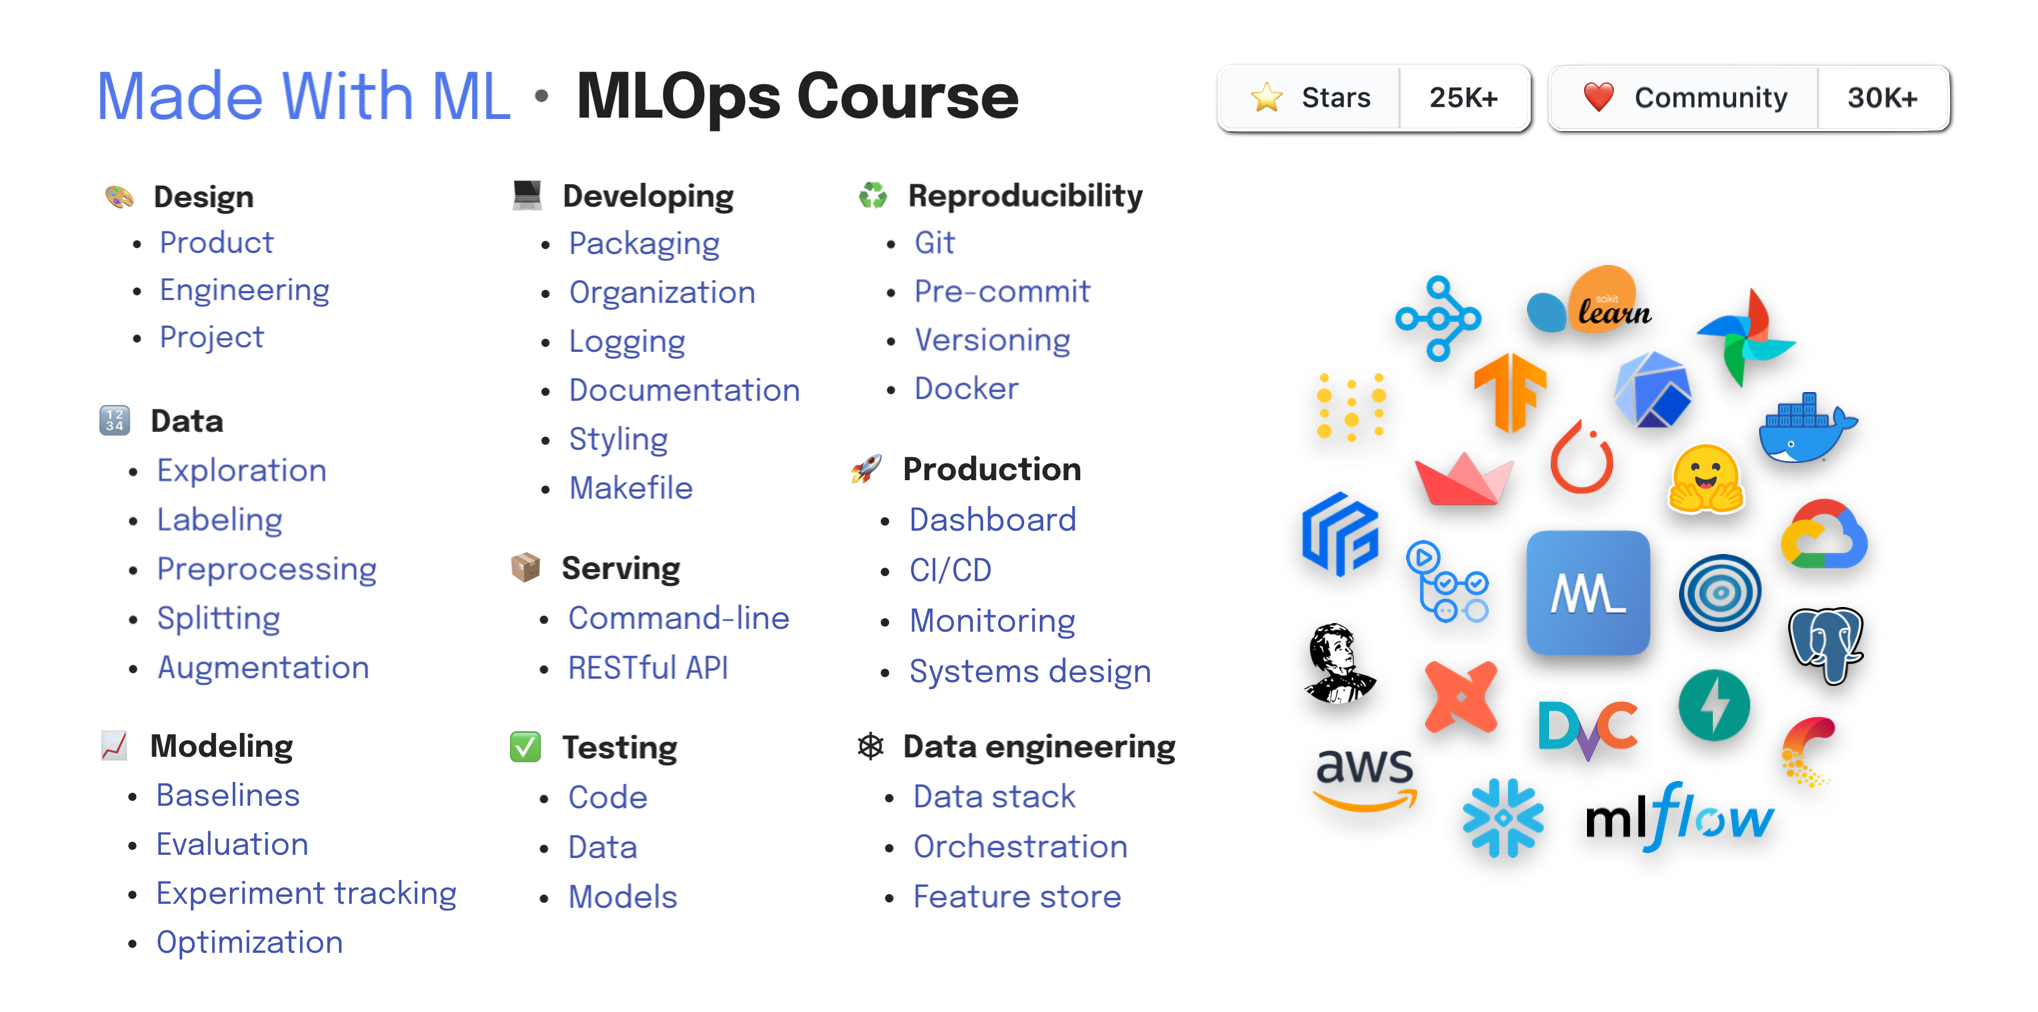 Made With ML • MLOps Course
Stars 25K+
Community 30K+
Design
• Product
• Engineering
• Project
Data
• Exploration
• Labeling
• Preprocessing
• Splitting
• Augmentation
Modeling
• Baselines
• Evaluation
• Experiment tracking
• Optimization
Developing
• Packaging
• Organization
• Logging
• Documentation
• Styling
• Makefile
Serving
• Command-line
• RESTful API
Testing
• Code
• Data
• Models
Reproducibility
• Git
• Pre-commit
• Versioning
• Docker
Production
• Dashboard
• CI/CD
• Monitoring
• Systems design
Data engineering
• Data stack
• Orchestration
• Feature store
12
34
scikit
learn
TF
ML
DVC
aws
mlflow